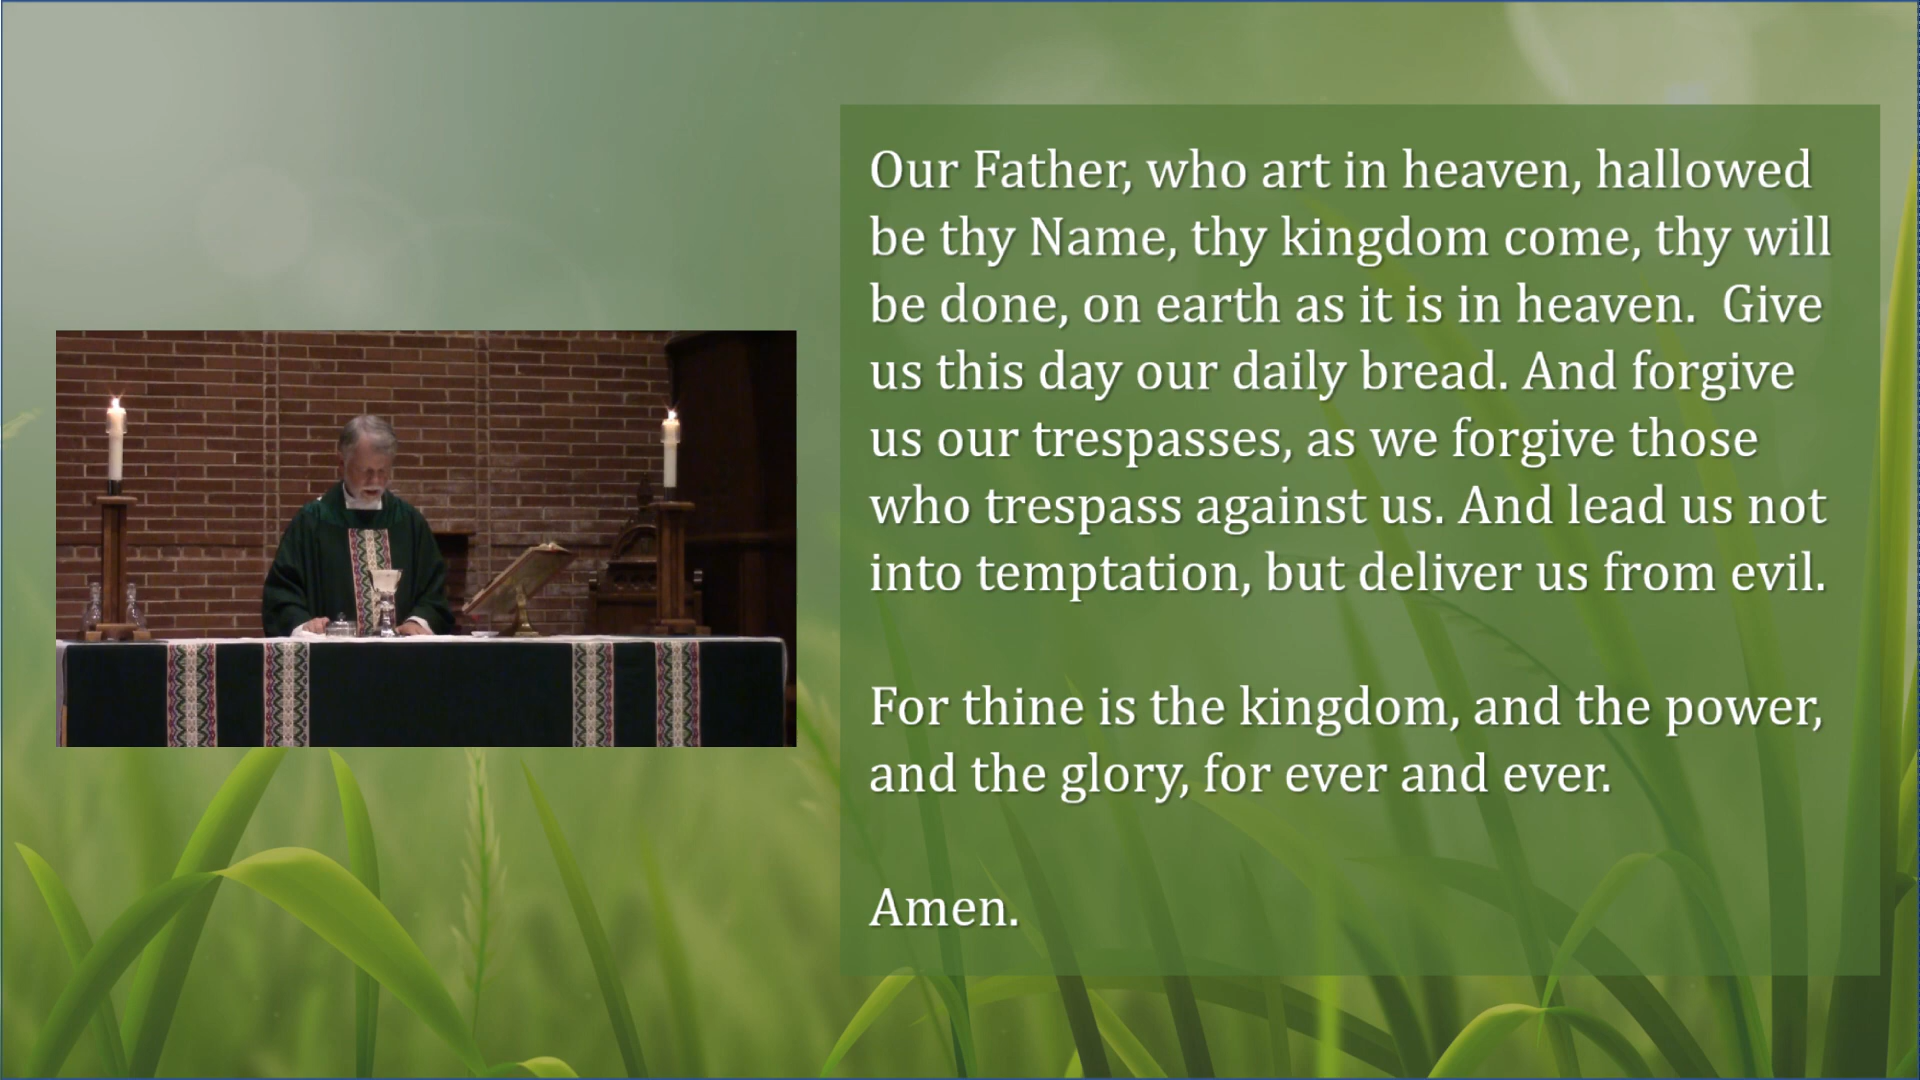 Our Father, who art in heaven, hallowed
be thy Name, thy kingdom come, thy will
be done, on earth as it is in heaven.  Give
us this day our daily bread. And forgive
us our trespasses, as we forgive those
who trespass against us. And lead us not
into temptation, but deliver us from evil.
For thine is the kingdom, and the power,
and the glory, for ever and ever.
Amen.